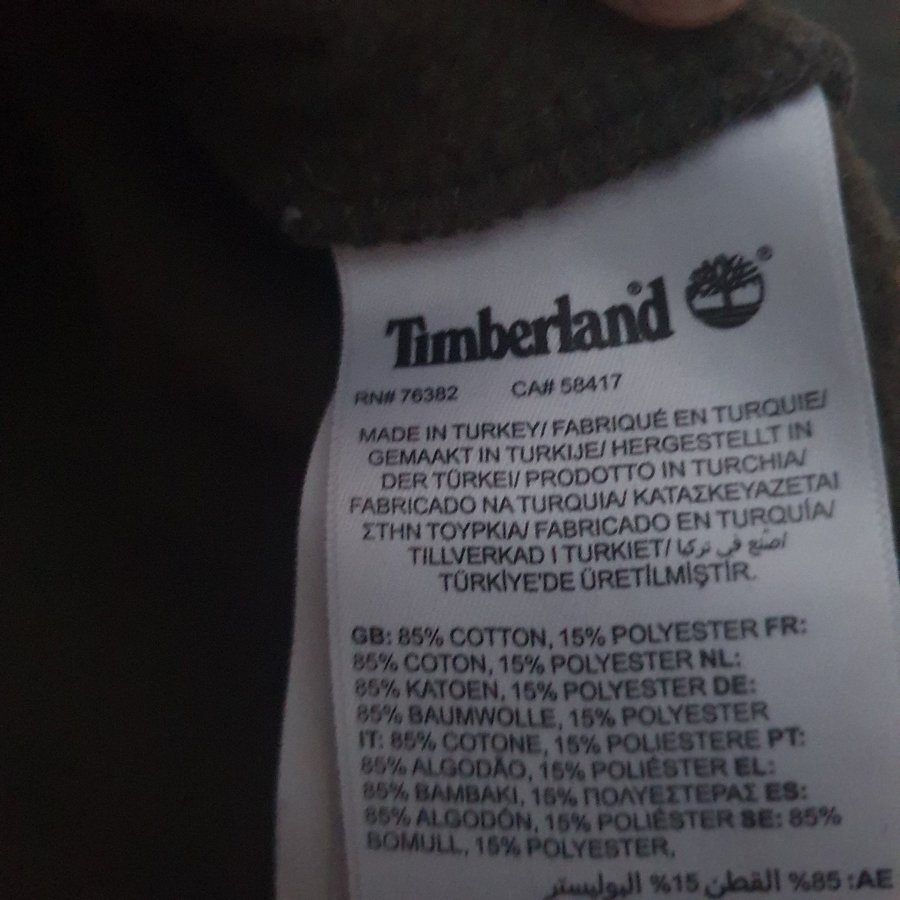 Timberland®
RN# 76382 CA# 58417
MADE IN TURKEY/ FABRIQUÉ EN TURQUIE/
GEMAAKT IN TURKIJE/ HERGESTELLT IN
DER TÜRKEI/ PRODOTTO IN TURCHIA/
FABRICADO NA TURQUIA/ ΚΑΤΑΣΚΕΥΑΖΕΤΑΙ
ΣΤΗΝ ΤΟΥΡΚΙΑ/ FABRICADO EN TURQUÍA/
TILLVERKAD I TURKIET/ اصنع في تركيا
TÜRKİYE'DE ÜRETİLMİŞTİR.
GB: 85% COTTON, 15% POLYESTER FR:
85% COTON, 15% POLYESTER NL:
85% KATOEN, 15% POLYESTER DE:
85% BAUMWOLLE, 15% POLYESTER
IT: 85% COTONE, 15% POLIESTERE PT:
85% ALGODÃO, 15% POLIÉSTER EL:
85% ΒΑΜΒΑΚΙ, 15% ΠΟΛΥΕΣΤΕΡΑΣ ES:
85% ALGODÓN, 15% POLIÉSTER SE: 85%
BOMULL, 15% POLYESTER.
AE: 85% القطن 15% البوليستر